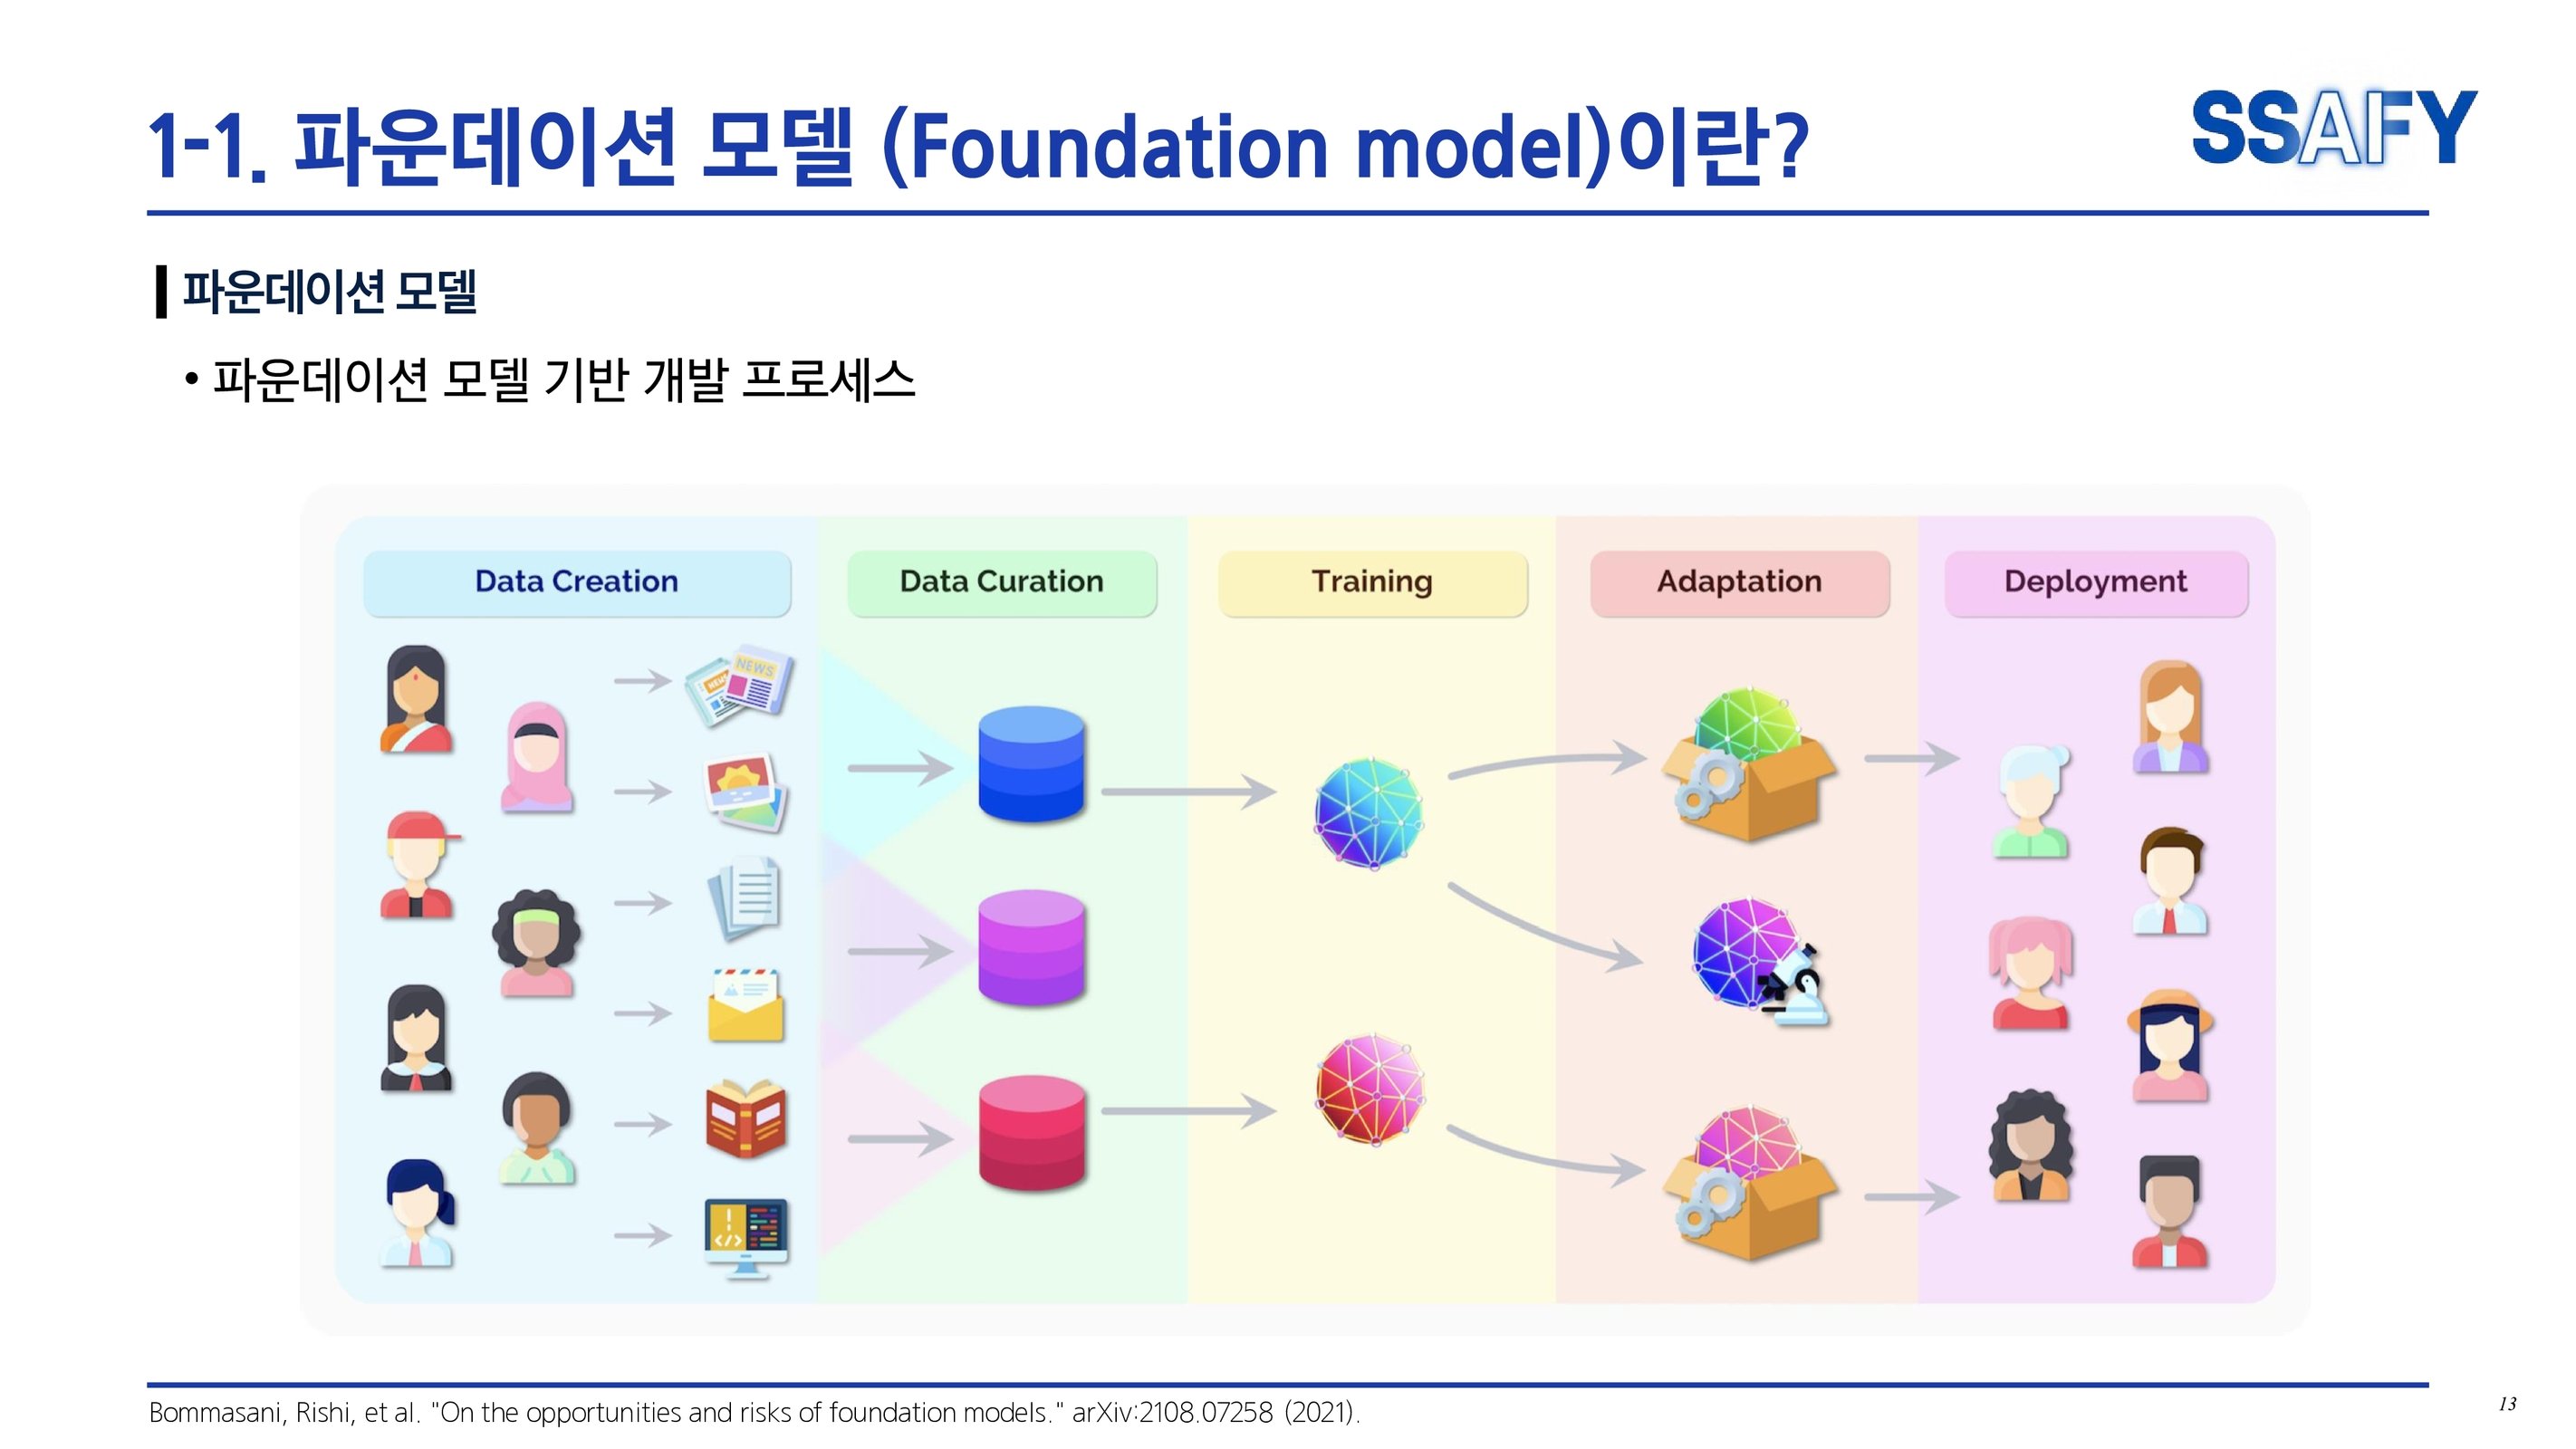 1-1. 파운데이션 모델 (Foundation model)이란?
SSAFY
파운데이션 모델
• 파운데이션 모델 기반 개발 프로세스
Data Creation
Data Curation
Training
Adaptation
Deployment
NEWS
NEWS
Bommasani, Rishi, et al. "On the opportunities and risks of foundation models." arXiv:2108.07258 (2021).
13